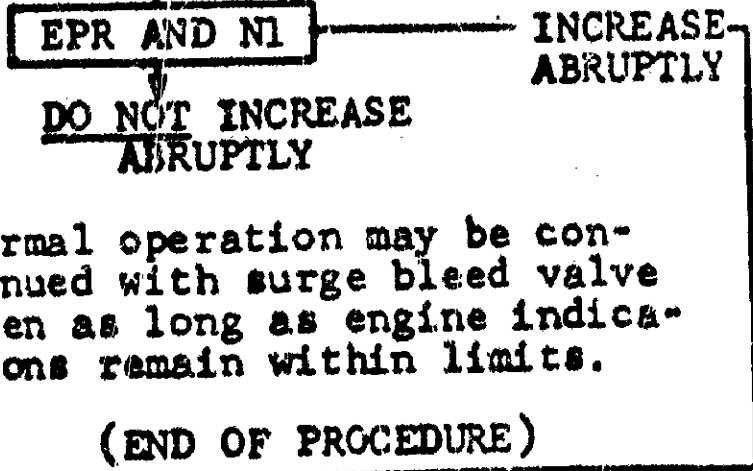 EPR AND N1
INCREASE
ABRUPTLY
DO NOT INCREASE
ABRUPTLY
rmal operation may be con-
nued with surge bleed valve
en as long as engine indica-
ons remain within limits.
(END OF PROCEDURE)